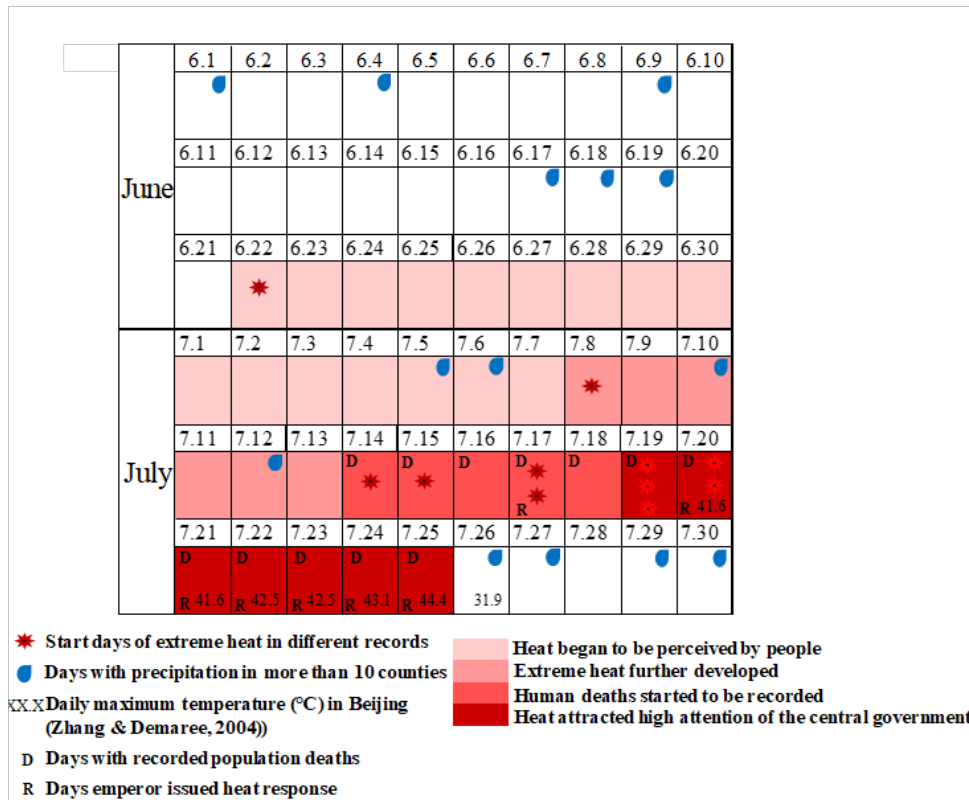 6.1 6.2 6.3 6.4 6.5 6.6 6.7 6.8 6.9 6.10
6.11 6.12 6.13 6.14 6.15 6.16 6.17 6.18 6.19 6.20
June
6.21 6.22 6.23 6.24 6.25 6.26 6.27 6.28 6.29 6.30
7.1 7.2 7.3 7.4 7.5 7.6 7.7 7.8 7.9 7.10
7.11 7.12 7.13 7.14 7.15 7.16 7.17 7.18 7.19 7.20
July
D D D D D D D
R R 41.6
7.21 7.22 7.23 7.24 7.25 7.26 7.27 7.28 7.29 7.30
D D D D D
R 41.6 R 42.5 R 42.5 R 43.1 R 44.4 31.9
Start days of extreme heat in different records
Days with precipitation in more than 10 counties
XX.X Daily maximum temperature (°C) in Beijing
(Zhang & Demaree, 2004))
D Days with recorded population deaths
R Days emperor issued heat response
Heat began to be perceived by people
Extreme heat further developed
Human deaths started to be recorded
Heat attracted high attention of the central government